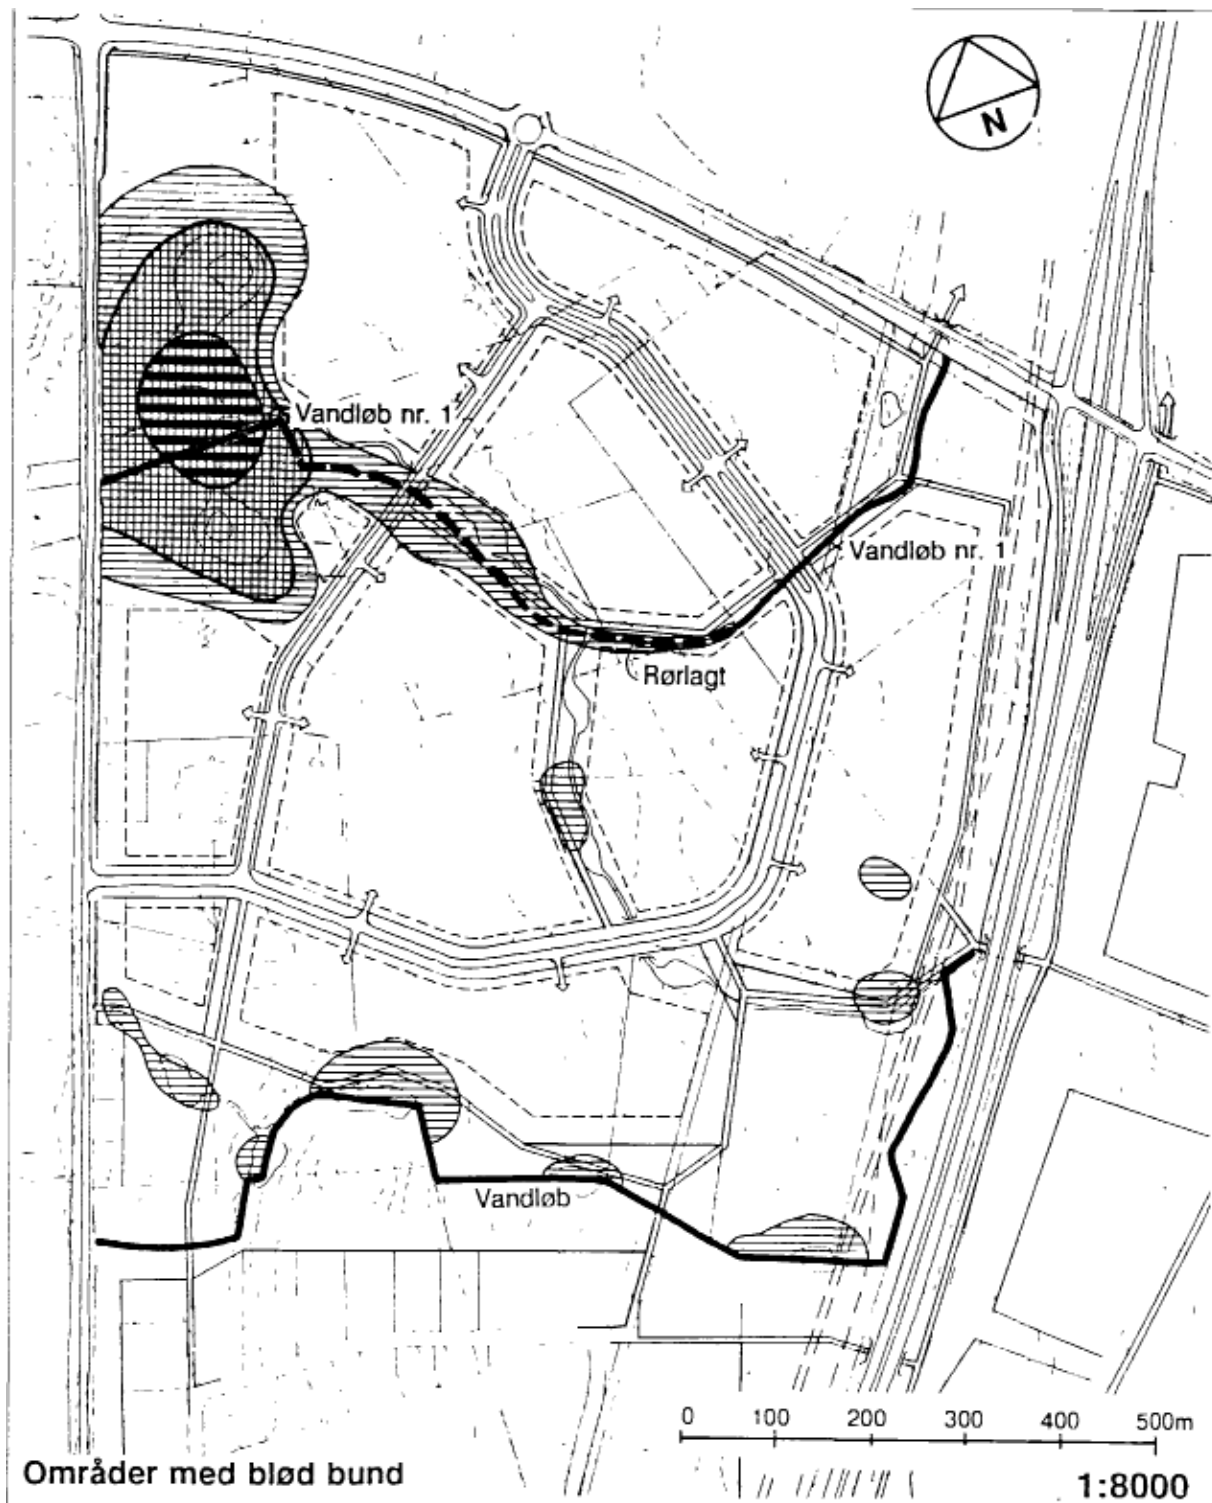 N
Vandløb nr. 1
Vandløb nr. 1
Rørlagt
Vandløb
0 100 200 300 400 500m
Områder med blød bund
1:8000